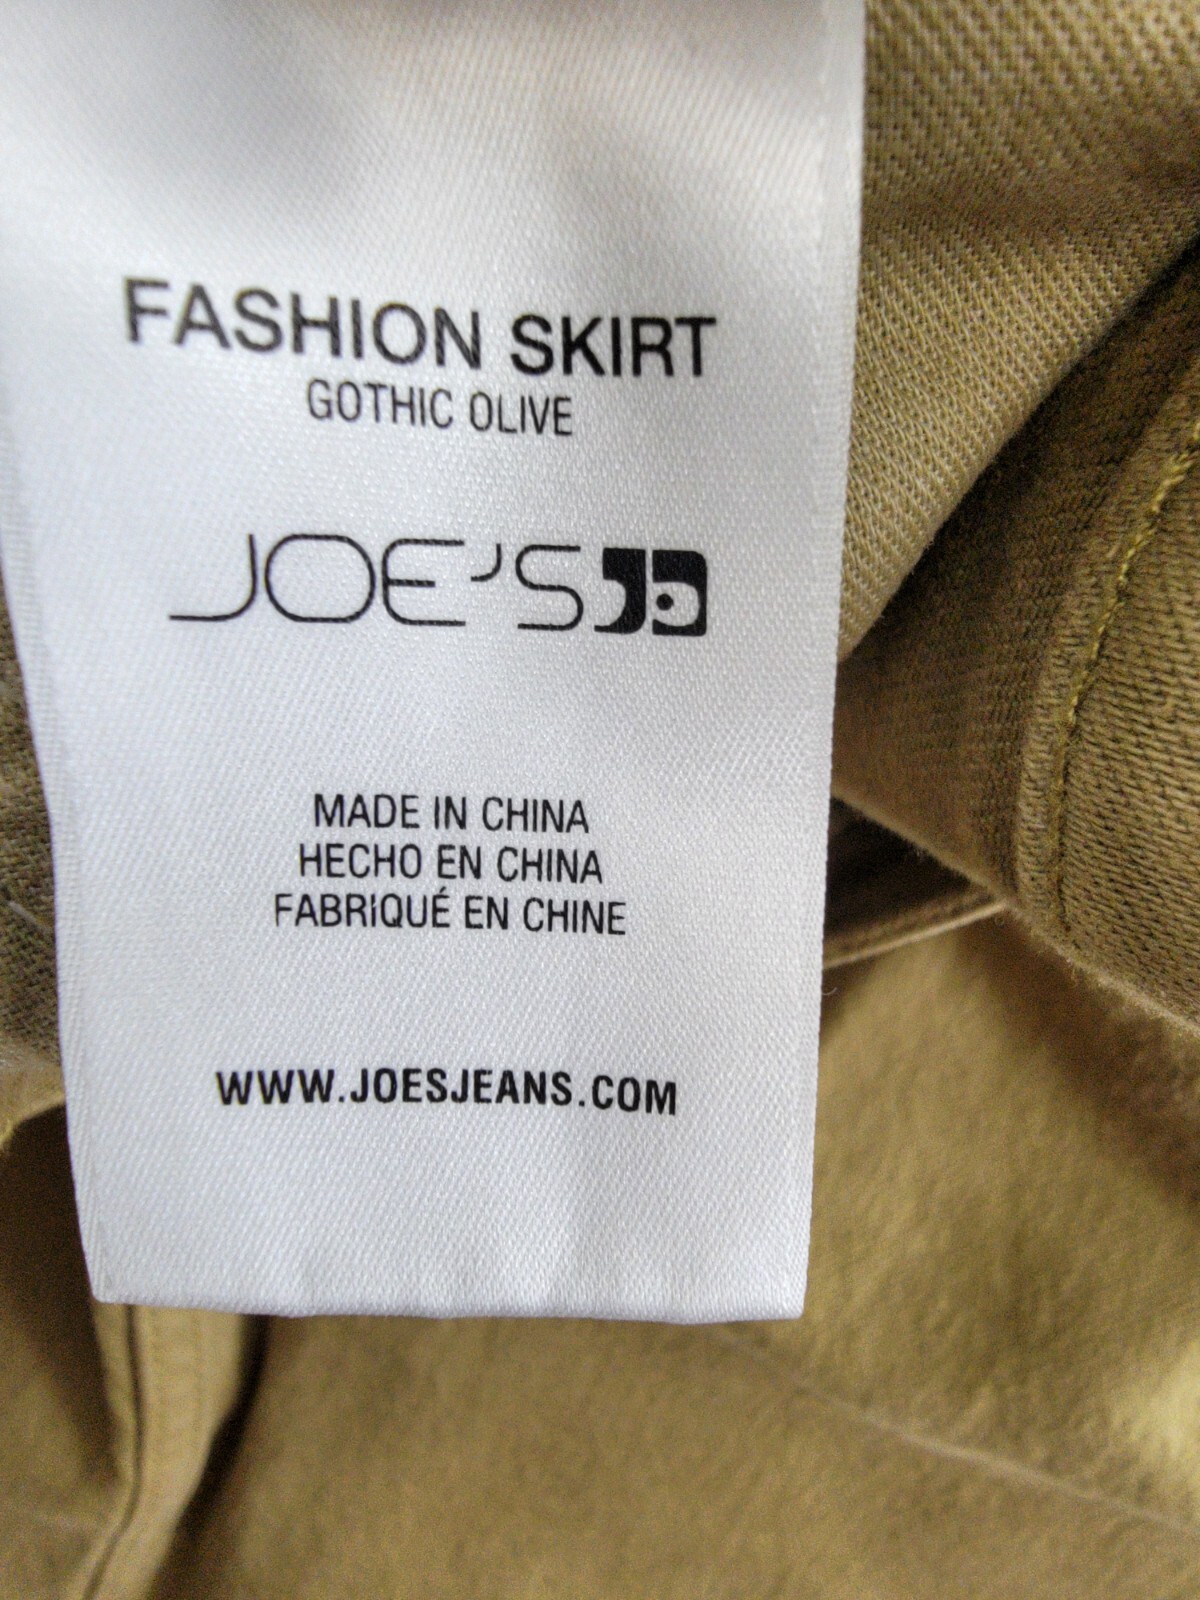 FASHION SKIRT
GOTHIC OLIVE
JOE'S
MADE IN CHINA
HECHO EN CHINA
FABRIQUÉ EN CHINE
WWW.JOESJEANS.COM